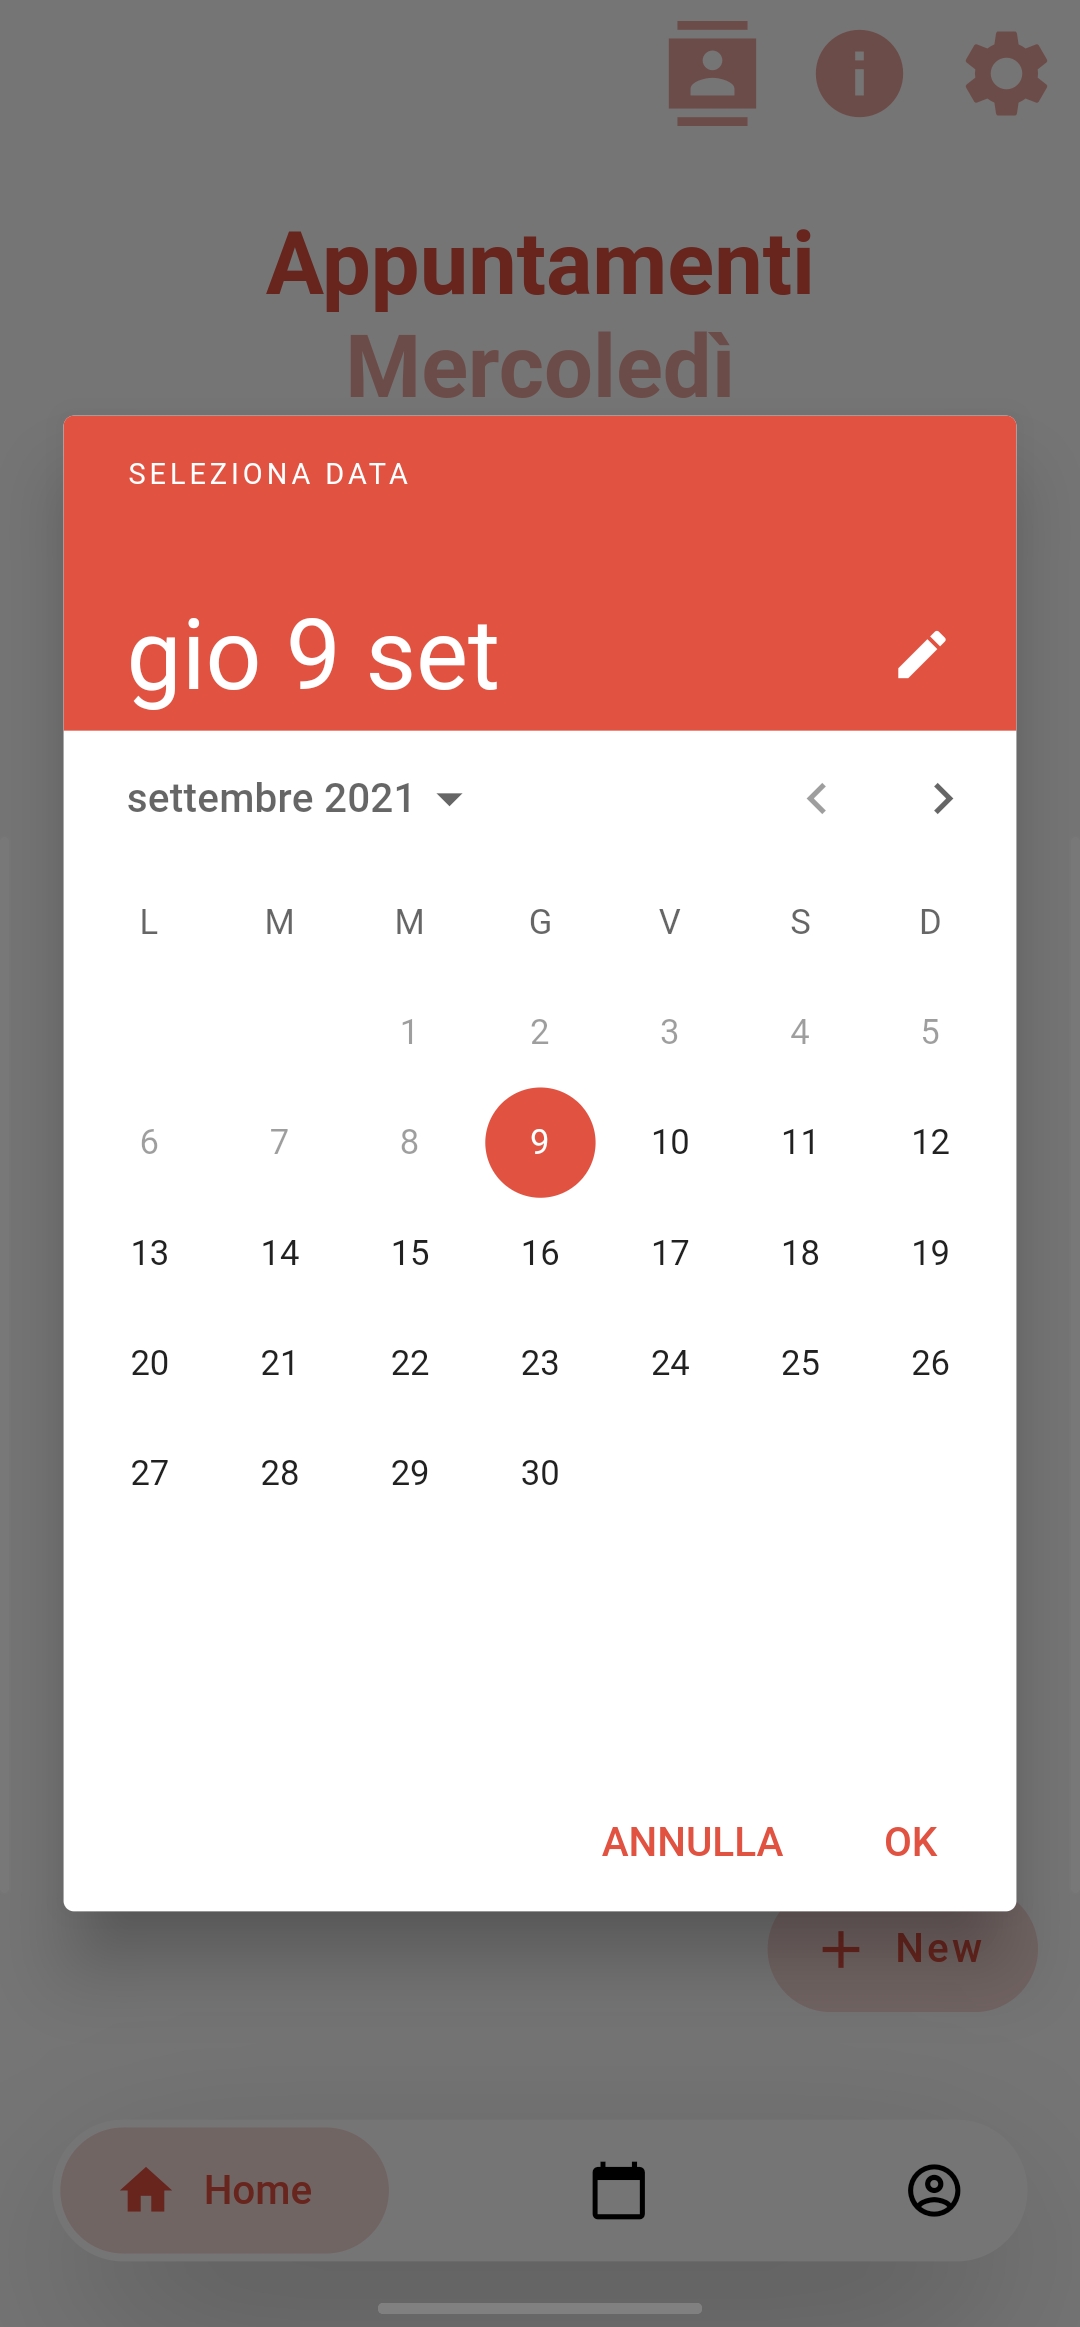 Appuntamenti
Mercoledì
SELEZIONA DATA
gio 9 set
settembre 2021
L M M G V S D
1 2 3 4 5
6 7 8 9 10 11 12
13 14 15 16 17 18 19
20 21 22 23 24 25 26
27 28 29 30
ANNULLA OK
New
Home